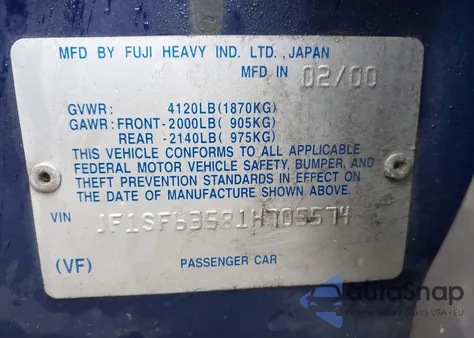 MFD BY FUJI HEAVY IND. LTD., JAPAN
MFD IN 02/00
GVWR: 4120LB(1870KG)
GAWR: FRONT-2000LB( 905KG)
REAR -2140LB( 975KG)
THIS VEHICLE CONFORMS TO ALL APPLICABLE
FEDERAL MOTOR VEHICLE SAFETY, BUMPER, AND
THEFT PREVENTION STANDARDS IN EFFECT ON
THE DATE OF MANUFACTURE SHOWN ABOVE.
VIN JF1SF63581H705574
(VF) PASSENGER CAR
autoSnap